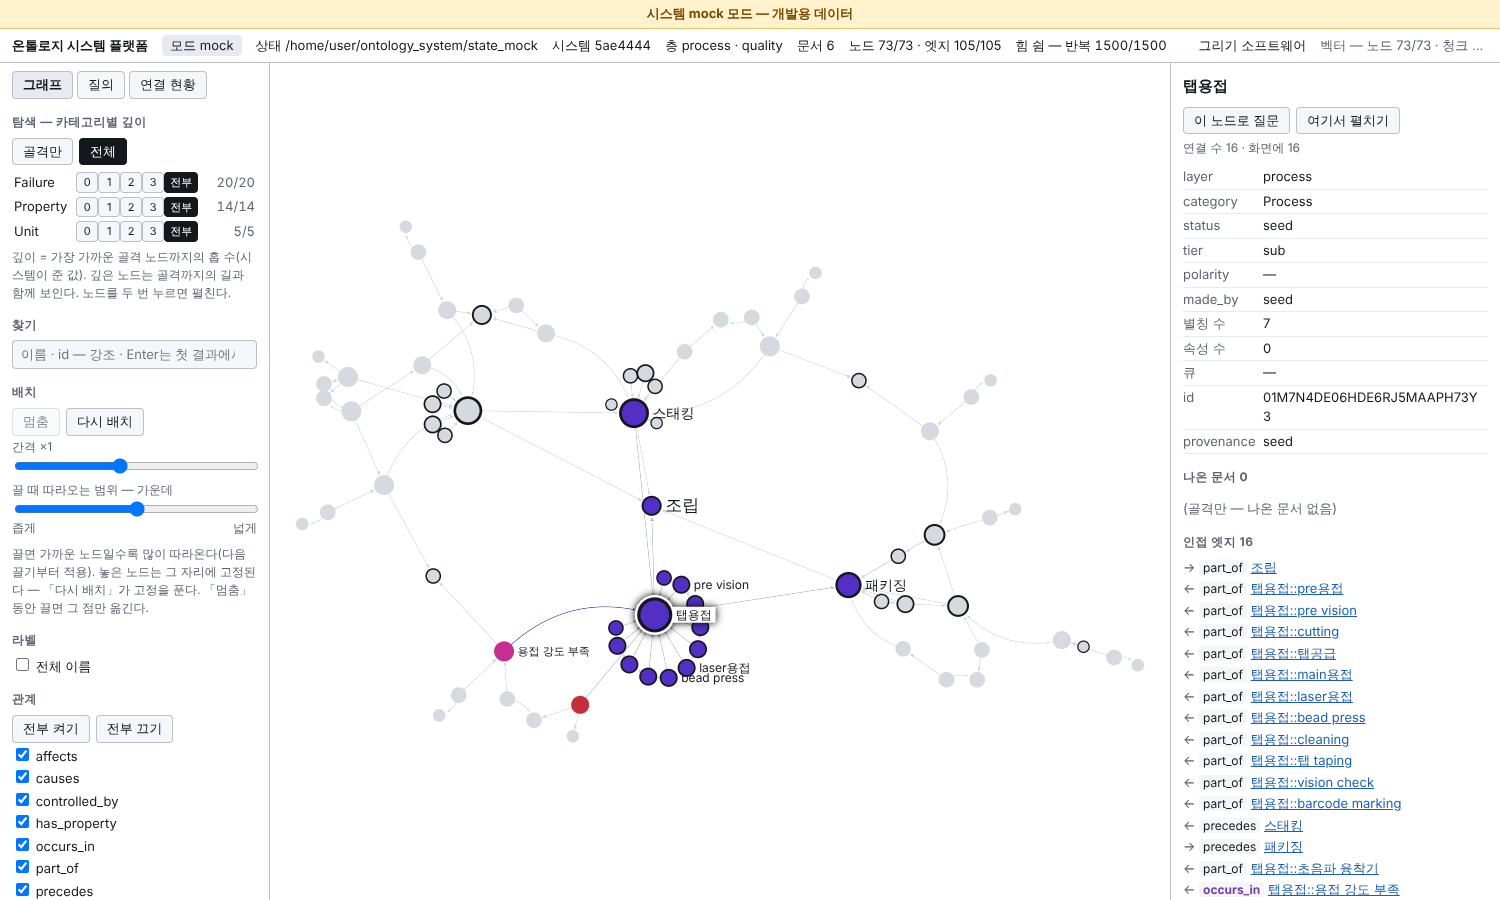 시스템 mock 모드 — 개발용 데이터
온톨로지 시스템 플랫폼 모드 mock 상태 /home/user/ontology_system/state_mock 시스템 5ae4444 층 process · quality 문서 6 노드 73/73 · 엣지 105/105 힘 쉼 — 반복 1500/1500 그리기 소프트웨어 벡터 — 노드 73/73 · 청크 ...
그래프 질의 연결 현황
탐색 — 카테고리별 깊이
골격만 전체
Failure 0 1 2 3 전부 20/20
Property 0 1 2 3 전부 14/14
Unit 0 1 2 3 전부 5/5
깊이 = 가장 가까운 골격 노드까지의 홉 수(시
스템이 준 값). 깊은 노드는 골격까지의 길과
함께 보인다. 노드를 두 번 누르면 펼친다.
찾기
이름 · id — 강조 · Enter는 첫 결과에
배치
멈춤 다시 배치
간격 ×1
끌 때 따라오는 범위 — 가운데
좁게 넓게
끌면 가까운 노드일수록 많이 따라온다(다음
끌기부터 적용). 놓은 노드는 그 자리에 고정된
다 — 「다시 배치」가 고정을 푼다. 「멈춤」
동안 끌면 그 점만 옮긴다.
라벨
전체 이름
관계
전부 켜기 전부 끄기
affects
causes
controlled_by
has_property
occurs_in
part_of
precedes
스태킹
조립
pre vision
패키징
탭용접
용접 강도 부족
laser용접
bead press
탭용접
이 노드로 질문 여기서 펼치기
연결 수 16 · 화면에 16
layer process
category Process
status seed
tier sub
polarity —
made_by seed
별칭 수 7
속성 수 0
큐 —
id 01M7N4DE06HDE6RJ5MAAPH73Y
3
provenance seed
나온 문서 0
(골격만 — 나온 문서 없음)
인접 엣지 16
→ part_of 조립
← part_of 탭용접::pre용접
← part_of 탭용접::pre vision
← part_of 탭용접::cutting
← part_of 탭용접::탭공급
← part_of 탭용접::main용접
← part_of 탭용접::laser용접
← part_of 탭용접::bead press
← part_of 탭용접::cleaning
← part_of 탭용접::탭 taping
← part_of 탭용접::vision check
← part_of 탭용접::barcode marking
← precedes 스태킹
→ precedes 패키징
← part_of 탭용접::초음파 융착기
← occurs_in 탭용접::용접 강도 부족